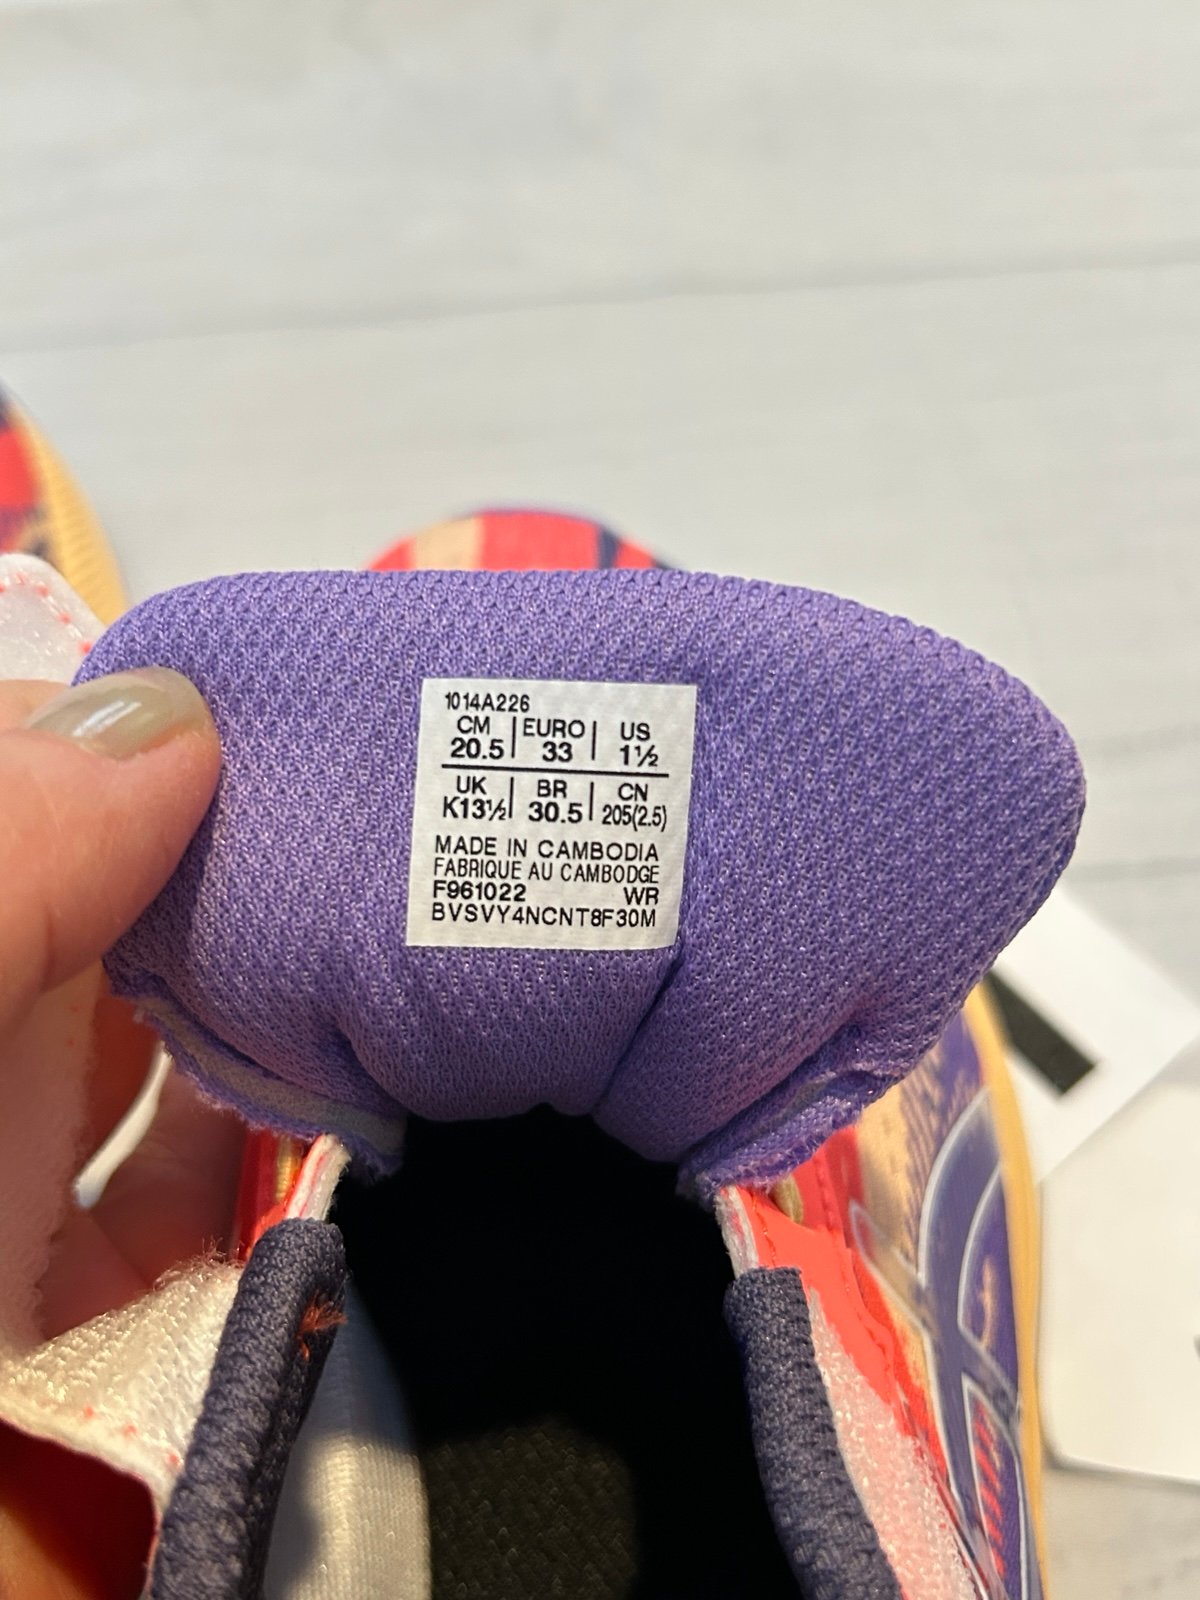 1014A226
CM | EURO | US
20.5 | 33 | 1½
UK | BR | CN
K13½ | 30.5 | 205(2.5)
MADE IN CAMBODIA
FABRIQUE AU CAMBODGE
F961022 WR
BVSVY4NCNT8F30M